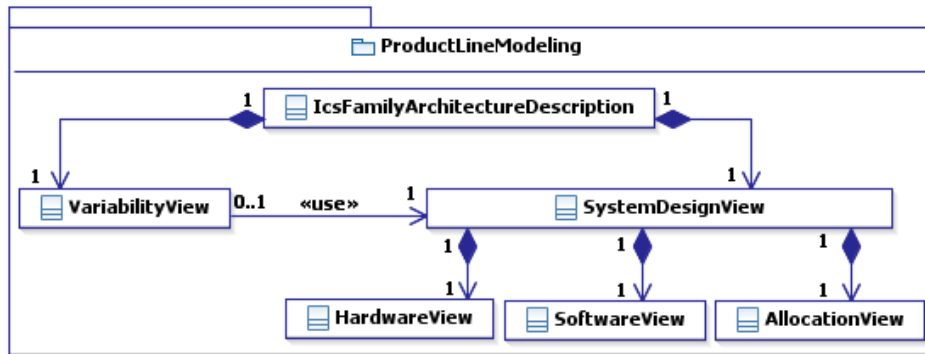 ProductLineModeling
1 IcsFamilyArchitectureDescription 1
1 1
VariabilityView 0..1 «use» 1 SystemDesignView
1 1 1
1 1 1
HardwareView SoftwareView AllocationView